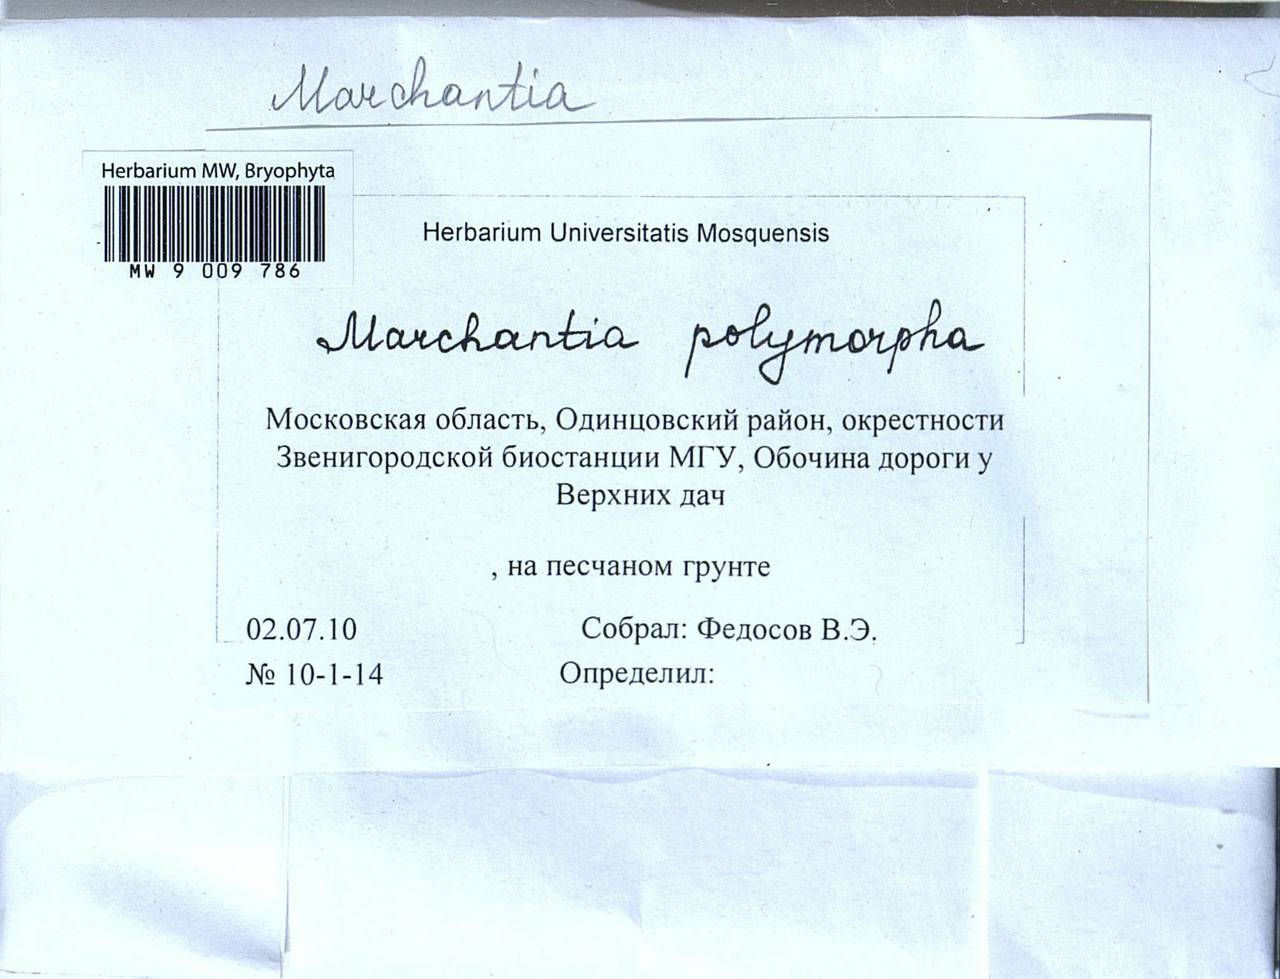 Marchantia
Herbarium MW, Bryophyta
MW 9 009 786
Herbarium Universitatis Mosquensis
Marchantia polymorpha
Московская область, Одинцовский район, окрестности
Звенигородской биостанции МГУ, Обочина дороги у
Верхних дач
, на песчаном грунте
02.07.10 Собрал: Федосов В.Э.
№ 10-1-14 Определил: